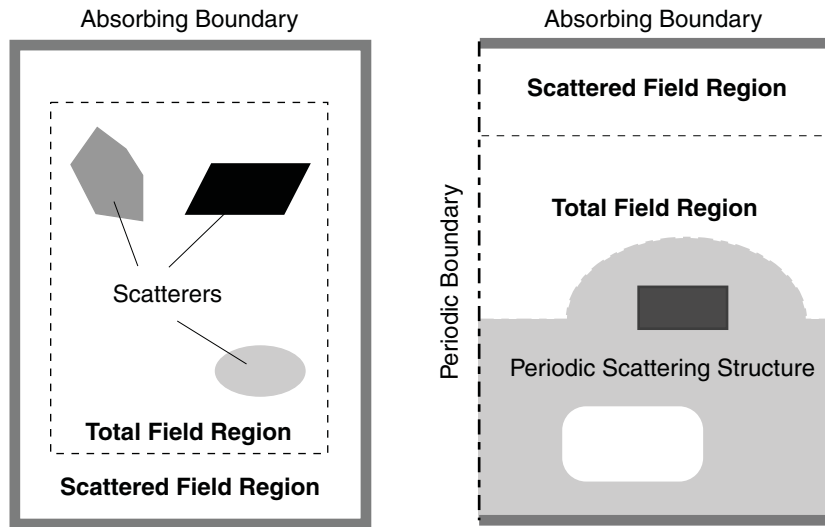 Absorbing Boundary
Scatterers
Total Field Region
Scattered Field Region
Absorbing Boundary
Scattered Field Region
Total Field Region
Periodic Boundary
Periodic Scattering Structure